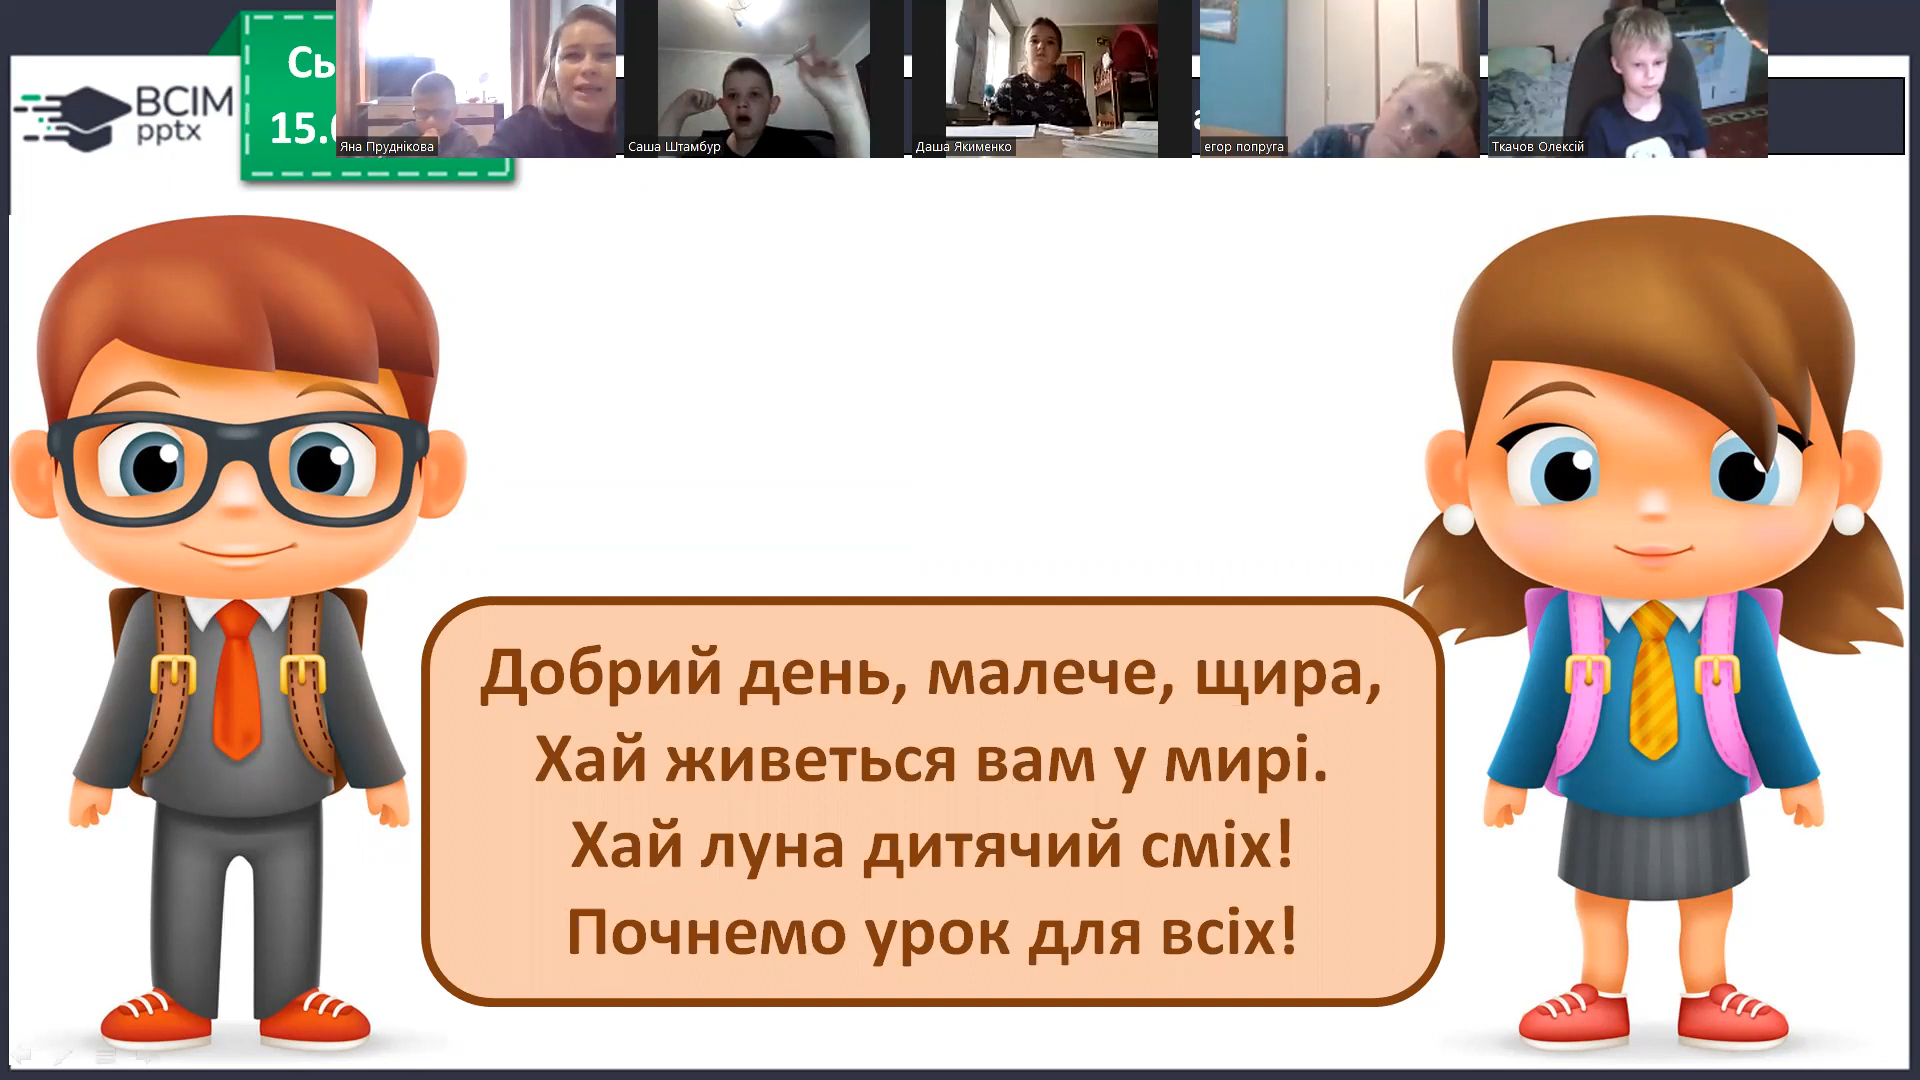 ВСІМ
pptx
Сь
15.0
Яна Пруднікова
Саша Штамбур
Даша Якименко
егор попруга
Ткачов Олексій
Добрий день, малече, щира,
Хай живеться вам у мирі.
Хай луна дитячий сміх!
Почнемо урок для всіх!